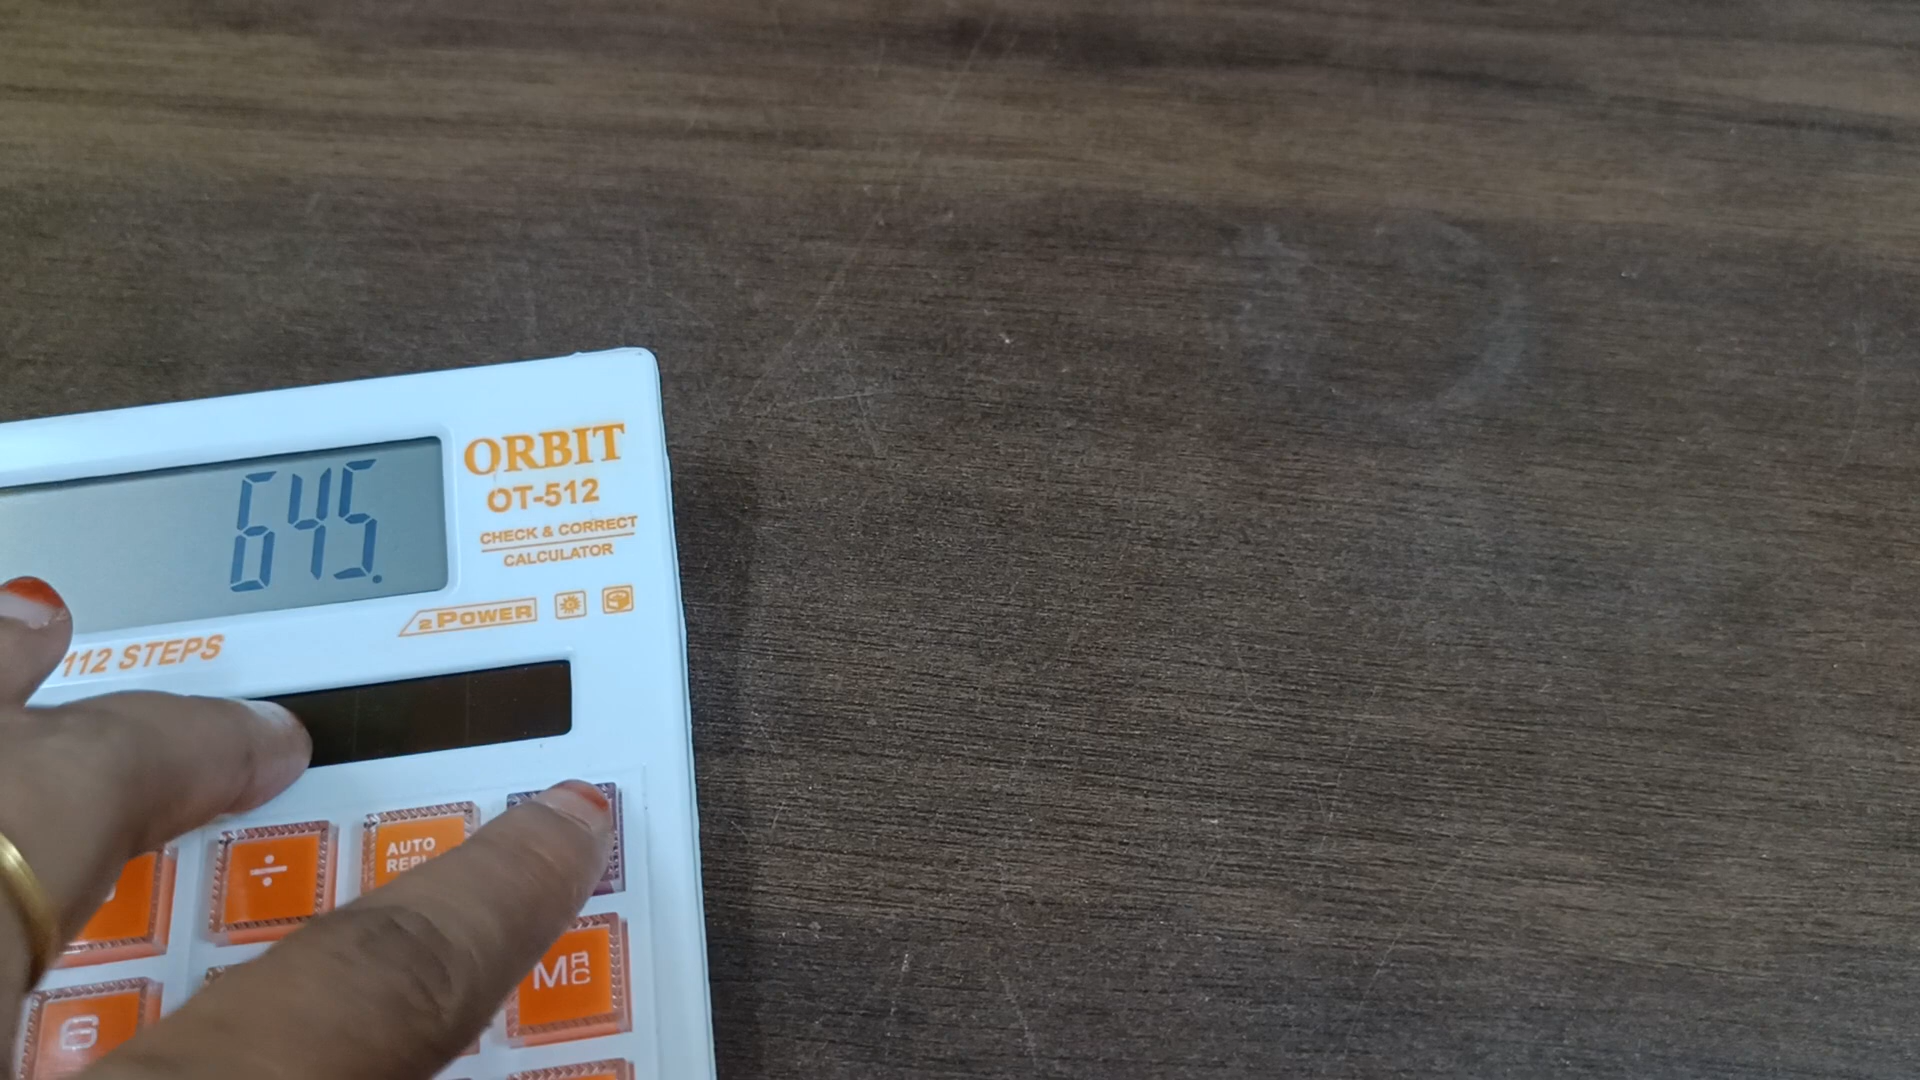 645.
ORBIT
OT-512
CHECK & CORRECT
CALCULATOR
2 POWER
112 STEPS
÷
AUTO
MRC
6